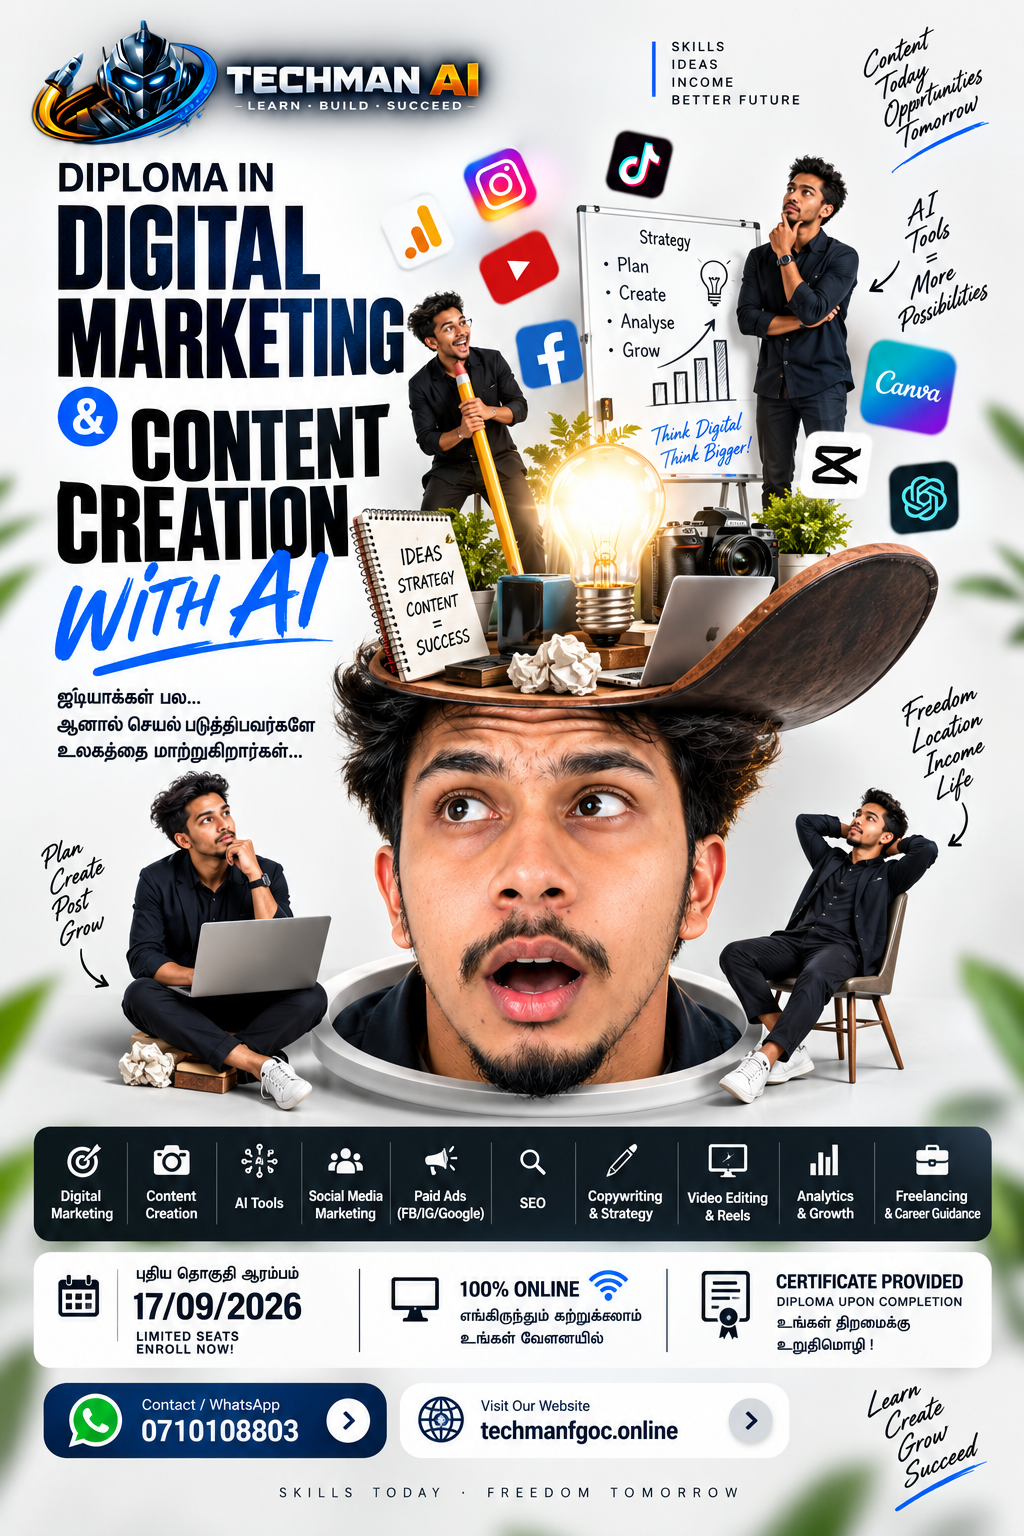 TECHMAN AI
LEARN · BUILD · SUCCEED
SKILLS
IDEAS
INCOME
BETTER FUTURE
Content
Today
Opportunities
Tomorrow
DIPLOMA IN
DIGITAL
MARKETING
&
CONTENT
CREATION
WITH AI
Strategy
• Plan
• Create
• Analyse
• Grow
Think Digital
Think Bigger!
AI
Tools
=
More
Possibilities
Canva
IDEAS
STRATEGY
CONTENT
=
SUCCESS
பல...
ஆனால் செயல் படுத்திபவர்களே
உலகத்தை மாற்றுகிறார்கள்...
Freedom
Location
Income
Life
Plan
Create
Post
Grow
Digital
Marketing
Content
Creation
Ai
AI Tools
Social Media
Marketing
Paid Ads
(FB/IG/Google)
SEO
Copywriting
& Strategy
Video Editing
& Reels
Analytics
& Growth
Freelancing
& Career Guidance
புதிய தொகுதி ஆரம்பம்
17/09/2026
LIMITED SEATS
ENROLL NOW!
100% ONLINE
எங்கிருந்தும் கற்றுக்கலாம்
உங்கள் வேளனயில்
CERTIFICATE PROVIDED
DIPLOMA UPON COMPLETION
உங்கள் திறமைக்கு
உறுதிமொழி !
Contact / WhatsApp
0710108803
Visit Our Website
techmanfgoc.online
Learn
Create
Grow
Succeed
SKILLS TODAY · FREEDOM TOMORROW